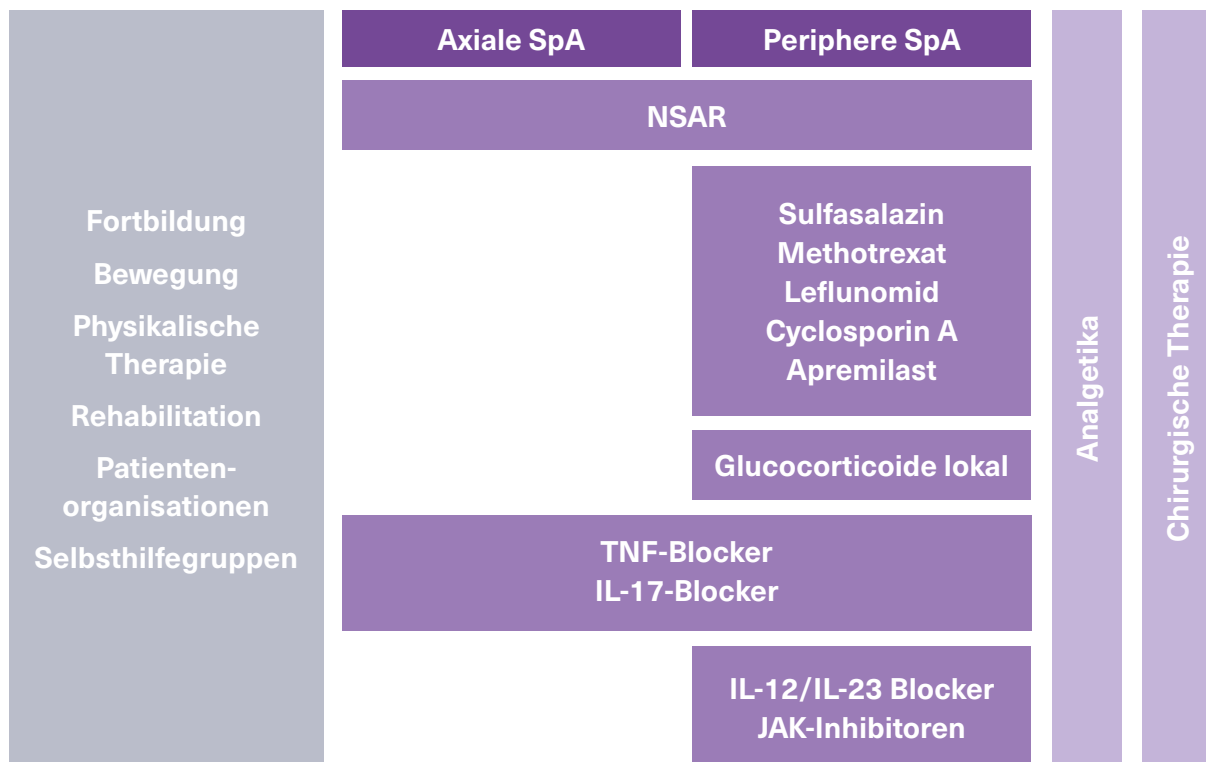 Fortbildung
Bewegung
Physikalische
Therapie
Rehabilitation
Patienten-
organisationen
Selbsthilfegruppen
Axiale SpA
Periphere SpA
NSAR
Sulfasalazin
Methotrexat
Leflunomid
Cyclosporin A
Apremilast
Glucocorticoide lokal
TNF-Blocker
IL-17-Blocker
IL-12/IL-23 Blocker
JAK-Inhibitoren
Analgetika
Chirurgische Therapie